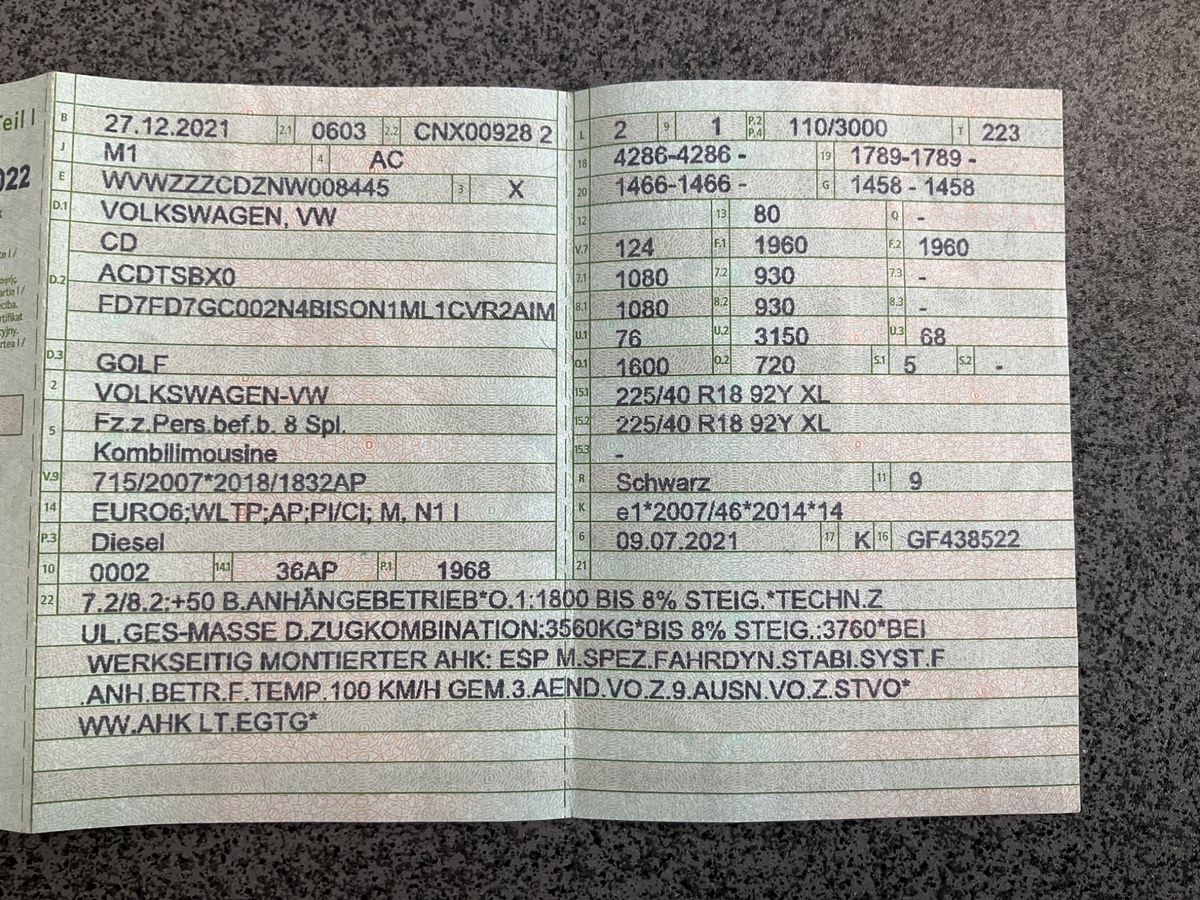 Teil I
022
B 27.12.2021 2.1 0603 2.2 CNX00928 2
J M1 4 AC
E WVWZZZCDZNW008445 3 X
D.1 VOLKSWAGEN, VW
CD
D.2 ACDTSBX0
FD7FD7GC002N4BISON1ML1CVR2AIM
D.3 GOLF
2 VOLKSWAGEN-VW
5 Fz.z.Pers.bef.b. 8 Spl.
Kombilimousine
V.9 715/2007*2018/1832AP
14 EURO6;WLTP;AP;PI/CI; M, N1 I
P.3 Diesel
10 0002 14.1 36AP P.1 1968
L 2 9 1 P.2 P.4 110/3000 T 223
18 4286-4286 - 19 1789-1789 -
20 1466-1466 - G 1458 - 1458
12 13 80 Q -
V.7 124 F.1 1960 F.2 1960
7.1 1080 7.2 930 7.3 -
8.1 1080 8.2 930 8.3 -
U.1 76 U.2 3150 U.3 68
O.1 1600 O.2 720 S.1 5 S.2 -
15.1 225/40 R18 92Y XL
15.2 225/40 R18 92Y XL
15.3 -
R Schwarz 11 9
K e1*2007/46*2014*14
6 09.07.2021 17 K 16 GF438522
21
22 7.2/8.2:+50 B.ANHÄNGEBETRIEB*O.1:1800 BIS 8% STEIG.*TECHN.Z
UL.GES-MASSE D.ZUGKOMBINATION:3560KG*BIS 8% STEIG.:3760*BEI
WERKSEITIG MONTIERTER AHK: ESP M.SPEZ.FAHRDYN.STABI.SYST.F
.ANH.BETR.F.TEMP.100 KM/H GEM.3.AEND.VO.Z.9.AUSN.VO.Z.STVO*
WW.AHK LT.EGTG*